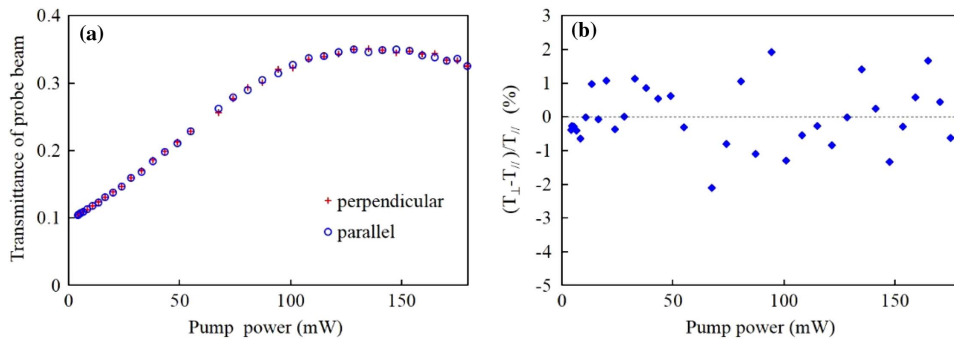 (a)
Transmittance of probe beam
0.4
0.3
0.2
0.1
0
0
50
100
150
Pump power (mW)
perpendicular
parallel
(b)
(T⊥-T//)/T// (%)
3
2
1
0
-1
-2
-3
-4
-5
0
50
100
150
Pump power (mW)